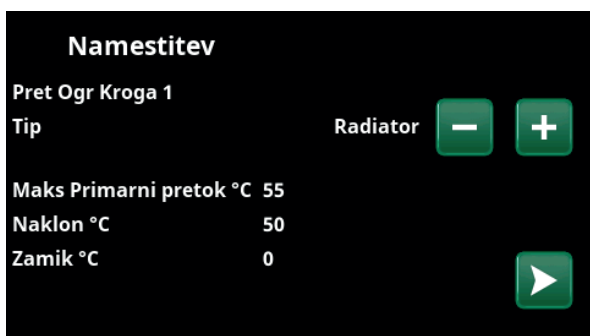 Namestitev
Pret Ogr Kroga 1
Tip Radiator
Maks Primarni pretok °C 55
Naklon °C 50
Zamik °C 0